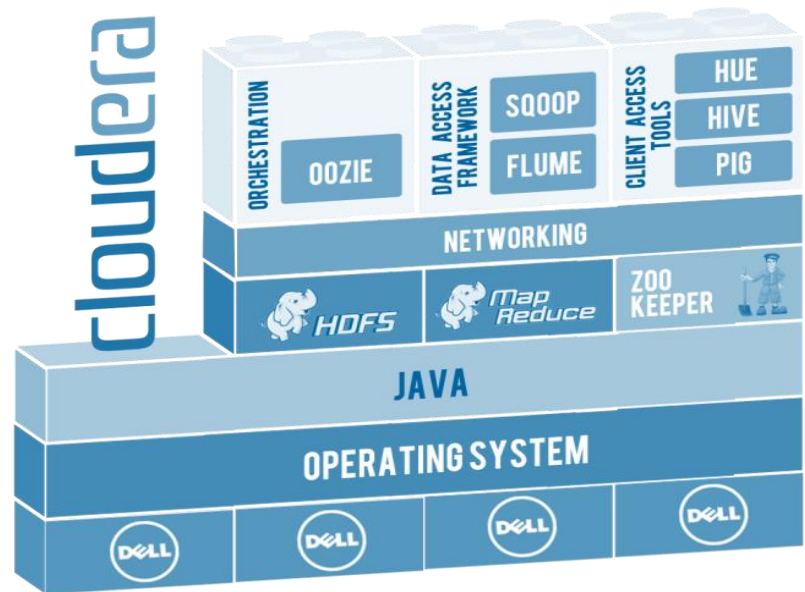 cloudera
ORCHESTRATION
OOZIE
DATA ACCESS
FRAMEWORK
SQOOP
FLUME
CLIENT ACCESS
TOOLS
HUE
HIVE
PIG
NETWORKING
HDFS
Map
Reduce
ZOO
KEEPER
JAVA
OPERATING SYSTEM
DELL
DELL
DELL
DELL